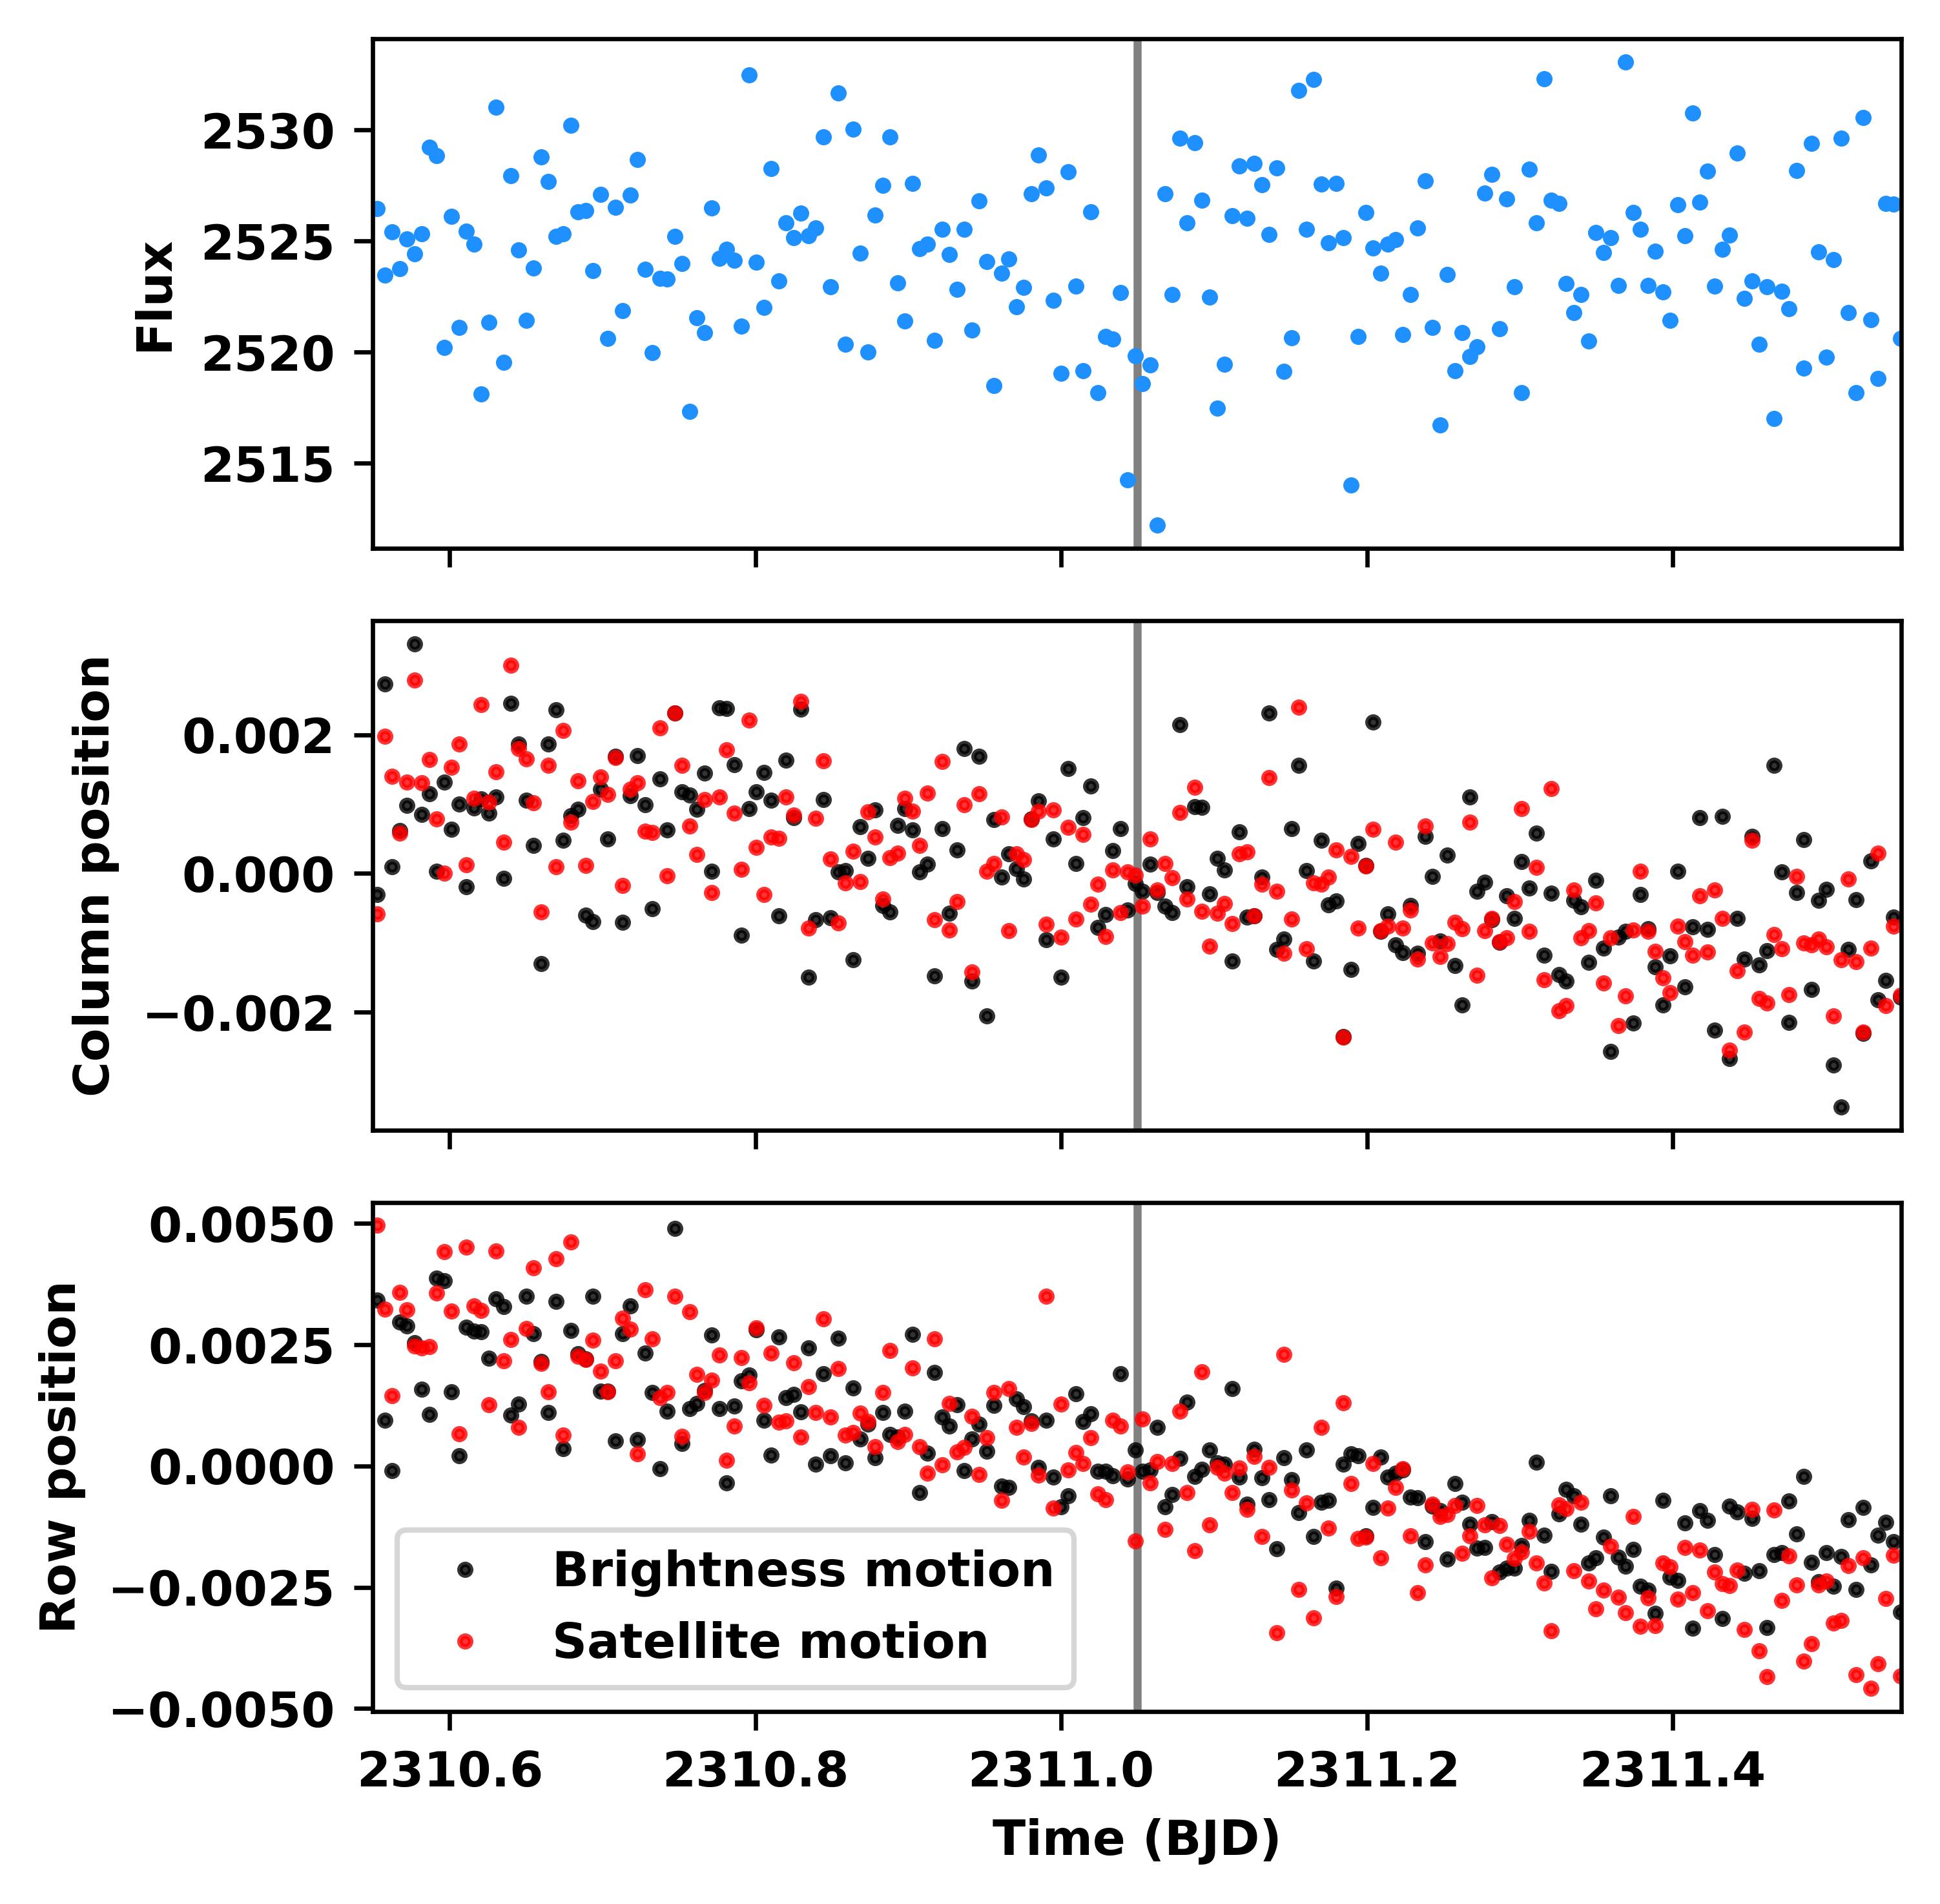 Flux
2530
2525
2520
2515
Column position
0.002
0.000
−0.002
Row position
0.0050
0.0025
0.0000
−0.0025
−0.0050
Brightness motion
Satellite motion
2310.6 2310.8 2311.0 2311.2 2311.4
Time (BJD)